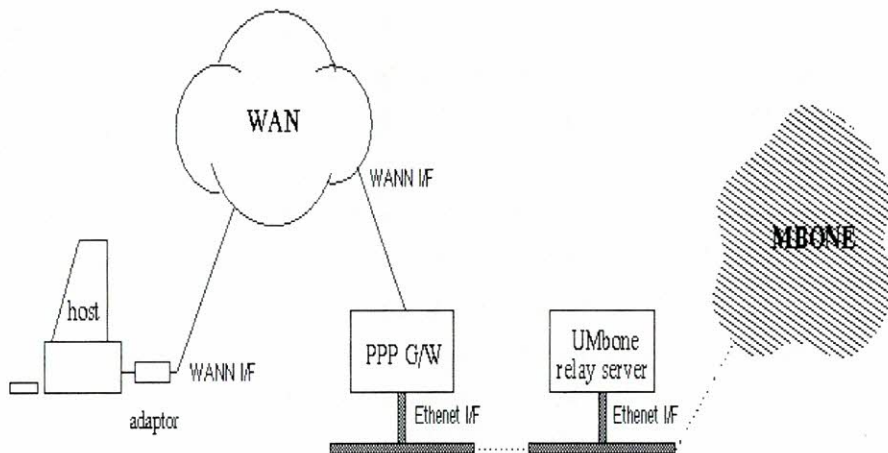 WAN
WANN I/F
MBONE
host
PPP G/W
UMbone
relay server
WANN I/F
adaptor
Ethenet I/F
Ethenet I/F